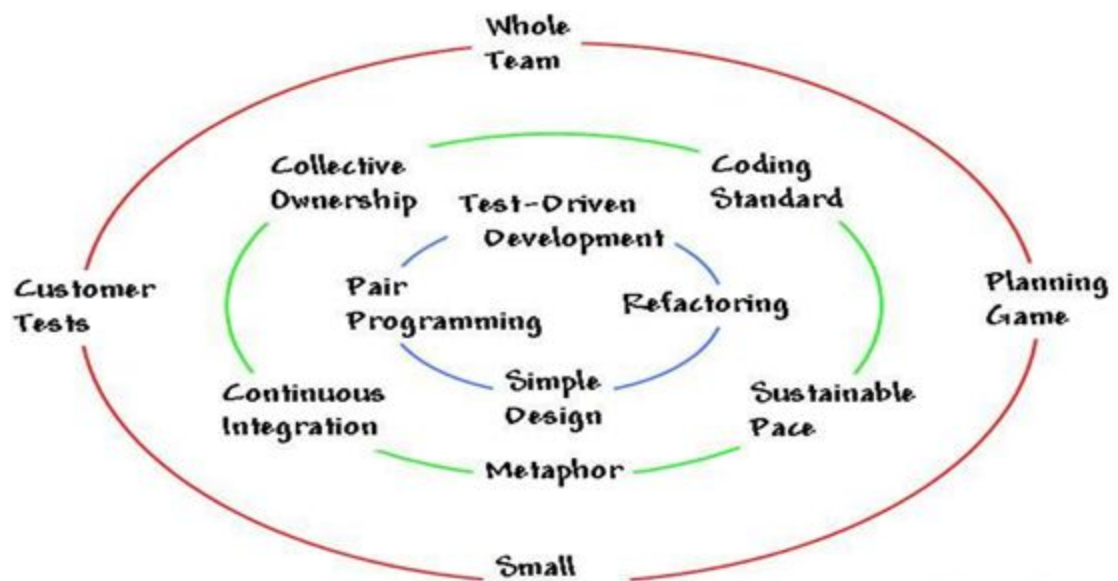 Whole
Team
Collective
Ownership
Coding
Standard
Test-Driven
Development
Customer
Tests
Pair
Programming
Refactoring
Planning
Game
Continuous
Integration
Simple
Design
Sustainable
Pace
Metaphor
Small